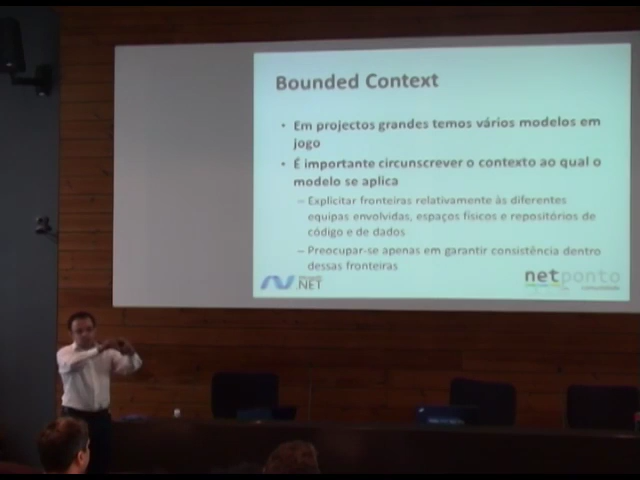 Bounded Context
• Em projectos grandes temos vários modelos em
jogo
• É importante circunscrever o contexto ao qual o
modelo se aplica
– Explicitar fronteiras relativamente às diferentes
equipas envolvidas, espaços físicos e repositórios de
código e de dados
– Preocupar-se apenas em garantir consistência dentro
dessas fronteiras
.NET
netponto
comunidade